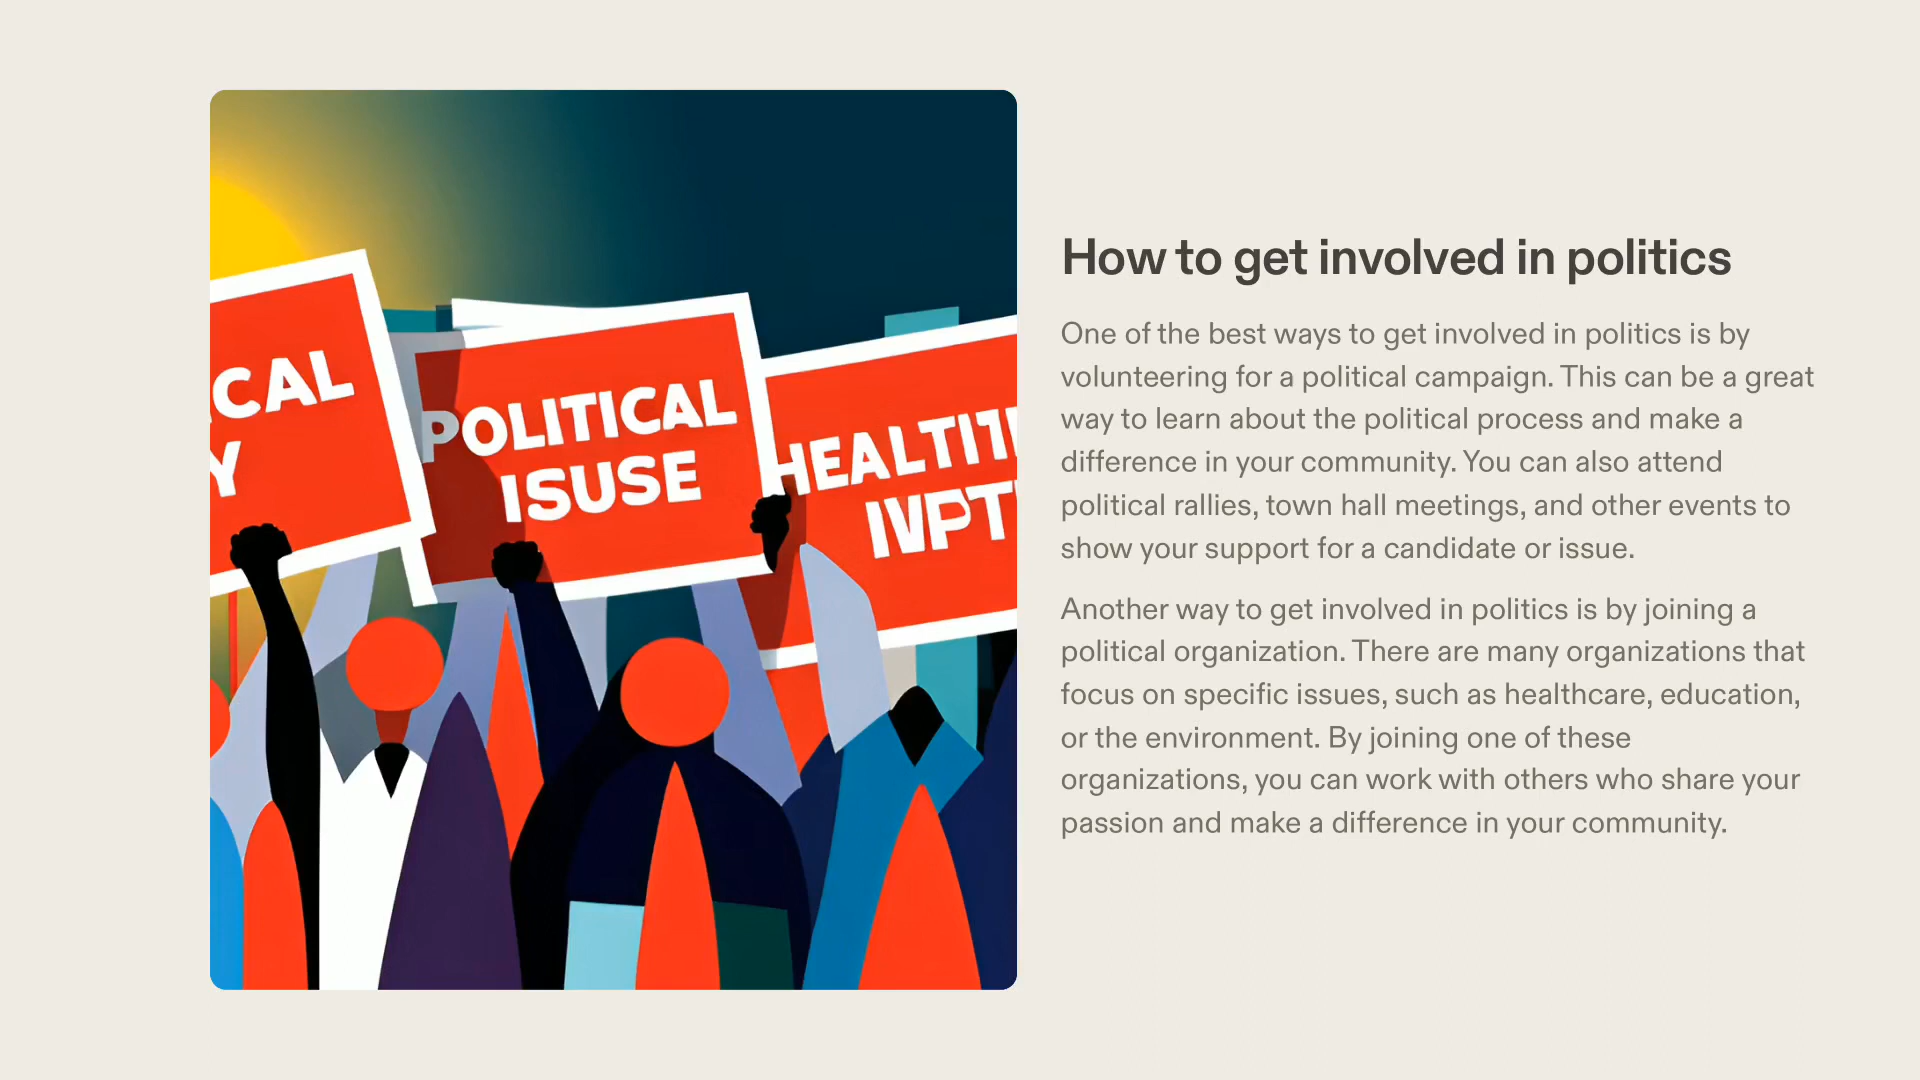 ICAL
Y
POLITICAL
ISUSE
HEALTIT
IVPT
How to get involved in politics
One of the best ways to get involved in politics is by
volunteering for a political campaign. This can be a great
way to learn about the political process and make a
difference in your community. You can also attend
political rallies, town hall meetings, and other events to
show your support for a candidate or issue.
Another way to get involved in politics is by joining a
political organization. There are many organizations that
focus on specific issues, such as healthcare, education,
or the environment. By joining one of these
organizations, you can work with others who share your
passion and make a difference in your community.